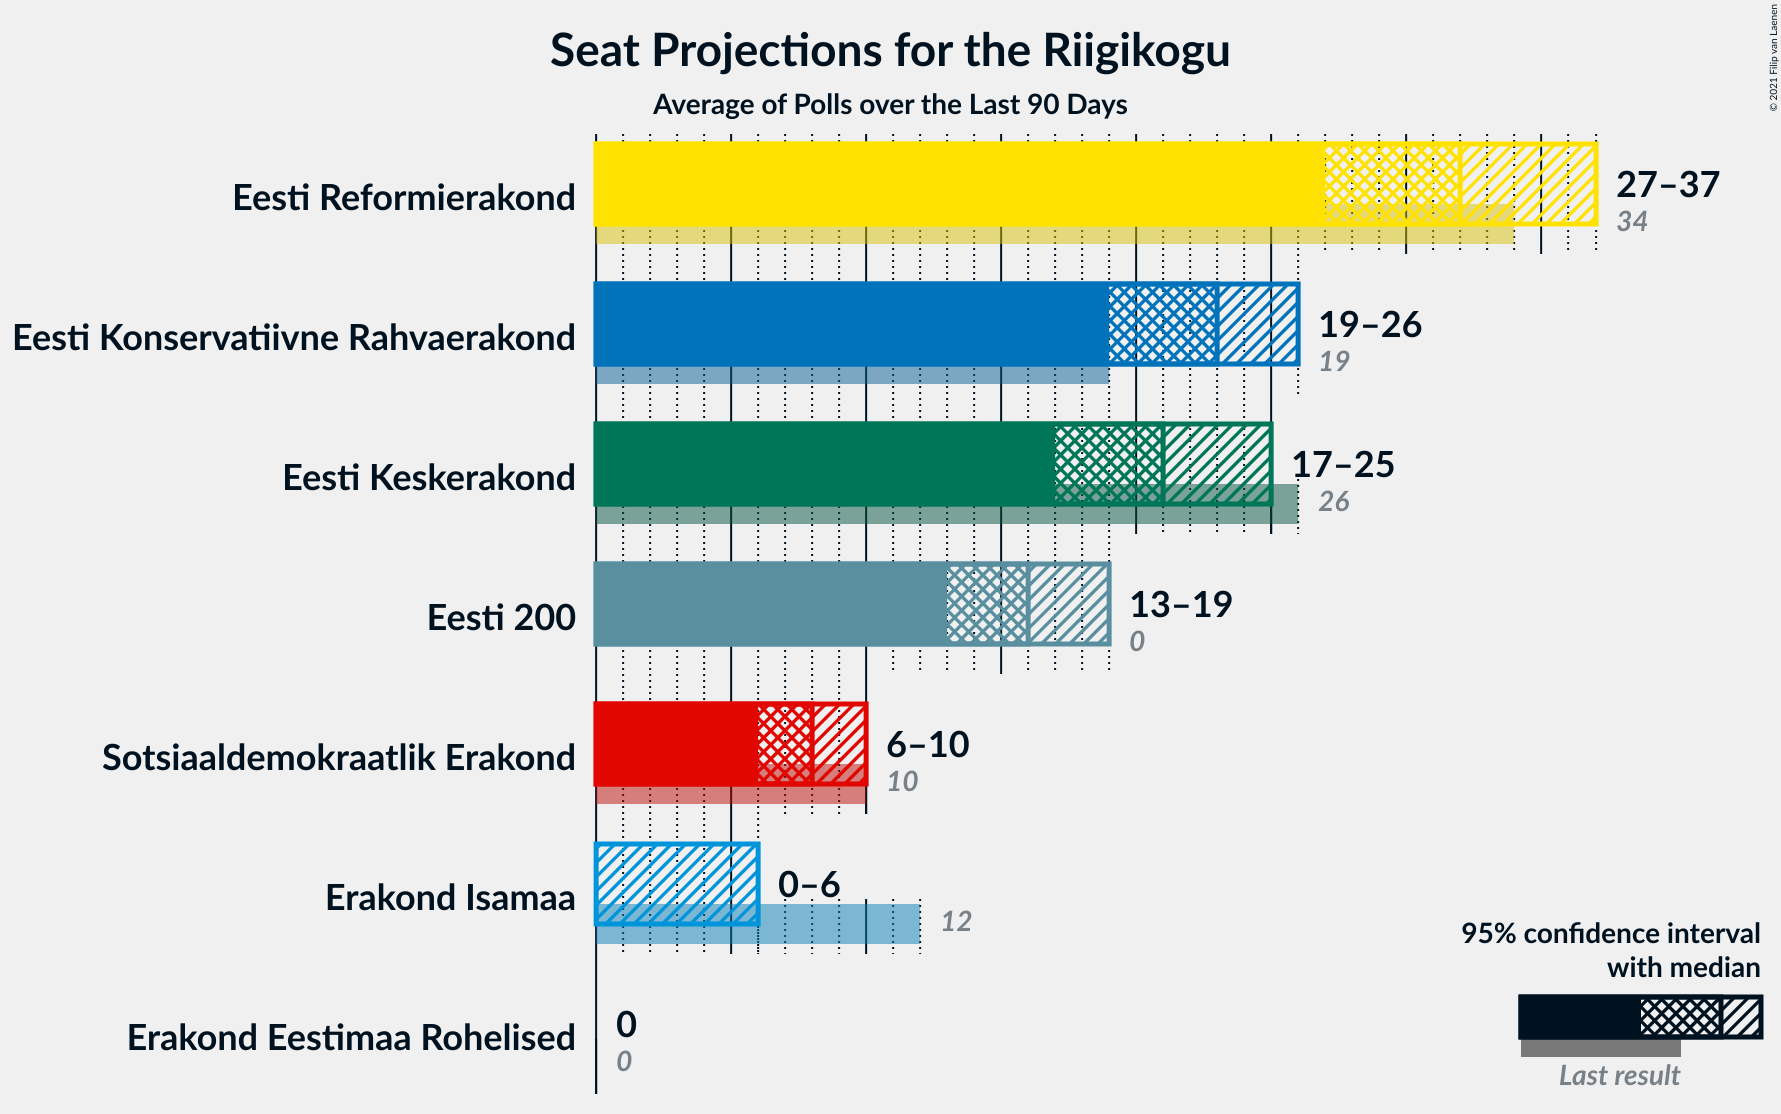 Seat Projections for the Riigikogu
Average of Polls over the Last 90 Days
© 2021 Filip van Laenen
Eesti Reformierakond
27–37
34
Eesti Konservatiivne Rahvaerakond
19–26
19
Eesti Keskerakond
17–25
26
Eesti 200
13–19
0
Sotsiaaldemokraatlik Erakond
6–10
10
Erakond Isamaa
0–6
12
Erakond Eestimaa Rohelised
0
0
95% confidence interval
with median
Last result